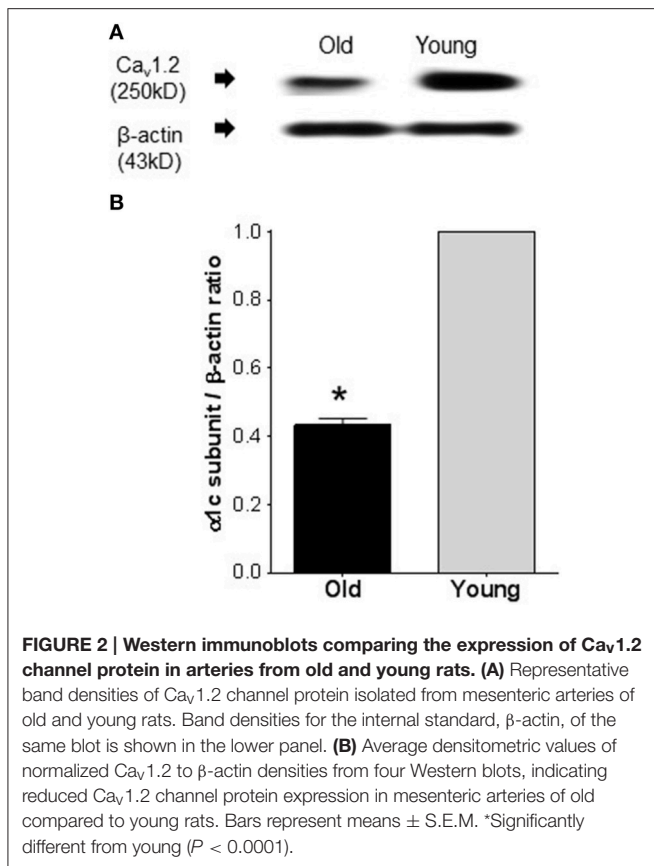 A
Old Young
Cav1.2
(250kD)
β-actin
(43kD)
B
α1c subunit / β-actin ratio
1.0
0.8
0.6
0.4
0.2
0.0
*
Old Young
FIGURE 2 | Western immunoblots comparing the expression of Cav1.2
channel protein in arteries from old and young rats. (A) Representative
band densities of Cav1.2 channel protein isolated from mesenteric arteries of
old and young rats. Band densities for the internal standard, β-actin, of the
same blot is shown in the lower panel. (B) Average densitometric values of
normalized Cav1.2 to β-actin densities from four Western blots, indicating
reduced Cav1.2 channel protein expression in mesenteric arteries of old
compared to young rats. Bars represent means ± S.E.M. *Significantly
different from young (P < 0.0001).